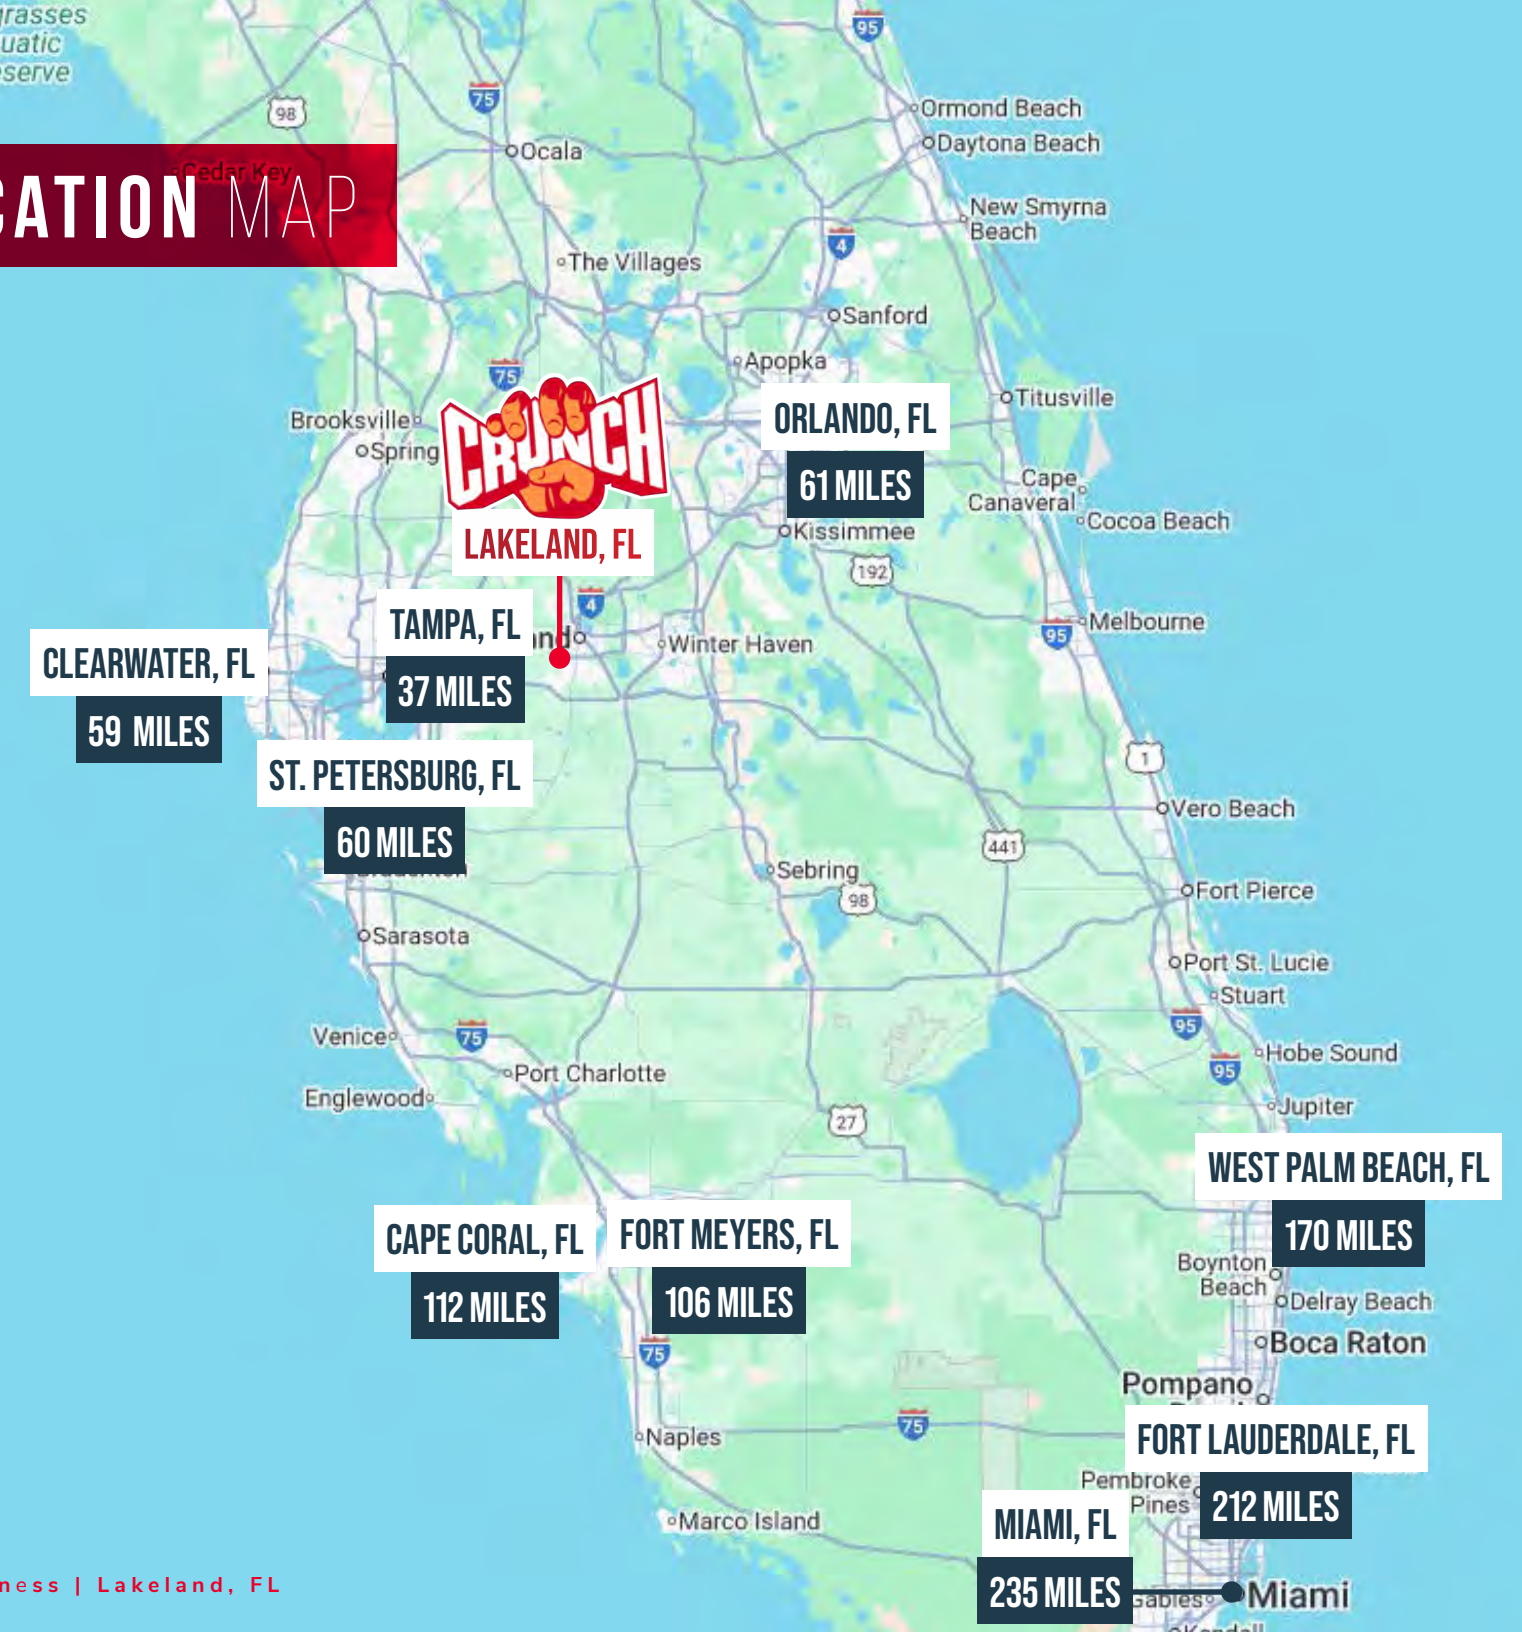 98
75
95
Ormond Beach
Daytona Beach
Ocala
Cedar Key
MAP
New Smyrna
Beach
4
The Villages
Sanford
Apopka
75
Titusville
Brooksville
Spring
CRUNCH
LAKELAND, FL
ORLANDO, FL
61 MILES
Kissimmee
Cape
Canaveral
Cocoa Beach
192
4
TAMPA, FL
37 MILES
Winter Haven
95
Melbourne
CLEARWATER, FL
59 MILES
ST. PETERSBURG, FL
60 MILES
1
Vero Beach
441
Sebring
98
Fort Pierce
Sarasota
Port St. Lucie
Stuart
95
Venice
75
Hobe Sound
95
Port Charlotte
Englewood
Jupiter
27
WEST PALM BEACH, FL
170 MILES
CAPE CORAL, FL
112 MILES
FORT MEYERS, FL
106 MILES
Boynton
Beach
Delray Beach
Boca Raton
75
Pompano
75
Naples
FORT LAUDERDALE, FL
212 MILES
Pembroke
Pines
Marco Island
MIAMI, FL
235 MILES
Gables
Miami
| Lakeland, FL